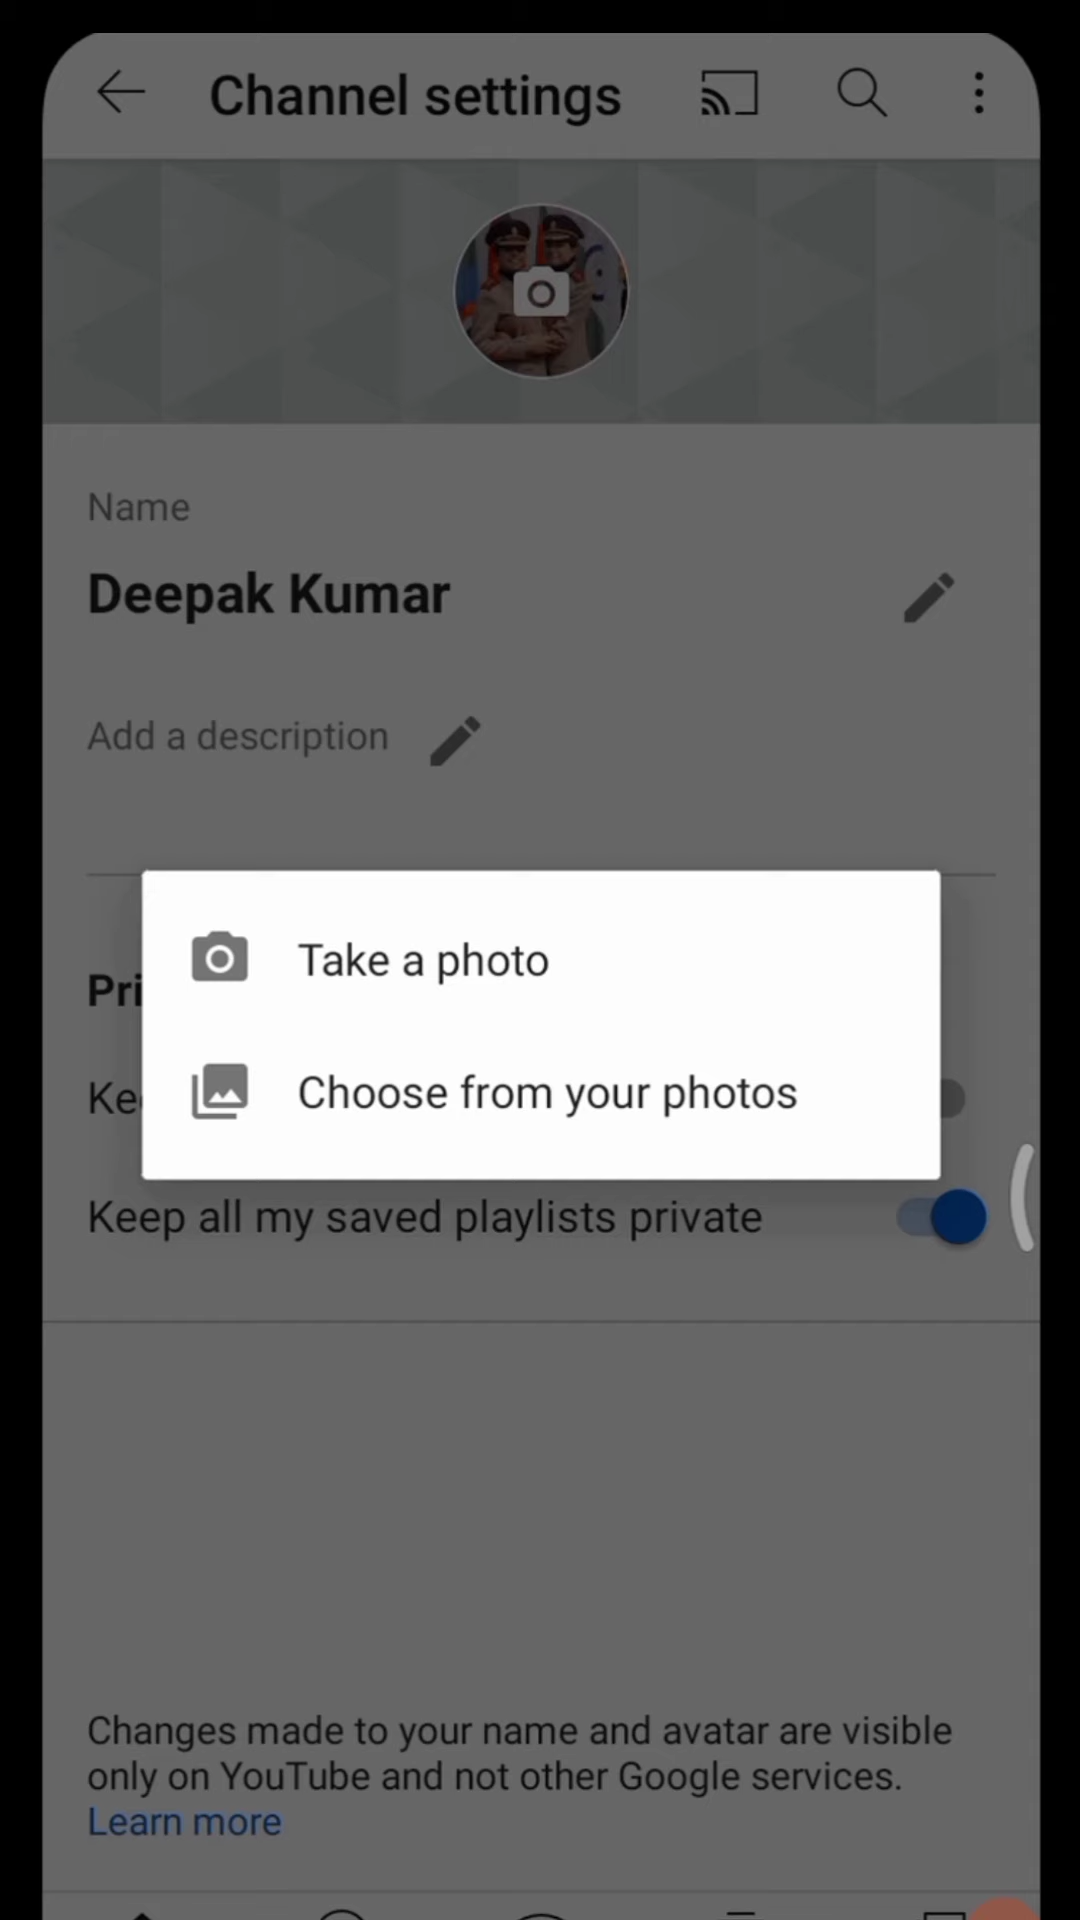 Channel settings
Name
Deepak Kumar
Add a description
Take a photo
Choose from your photos
Keep all my saved playlists private
Changes made to your name and avatar are visible
only on YouTube and not other Google services.
Learn more